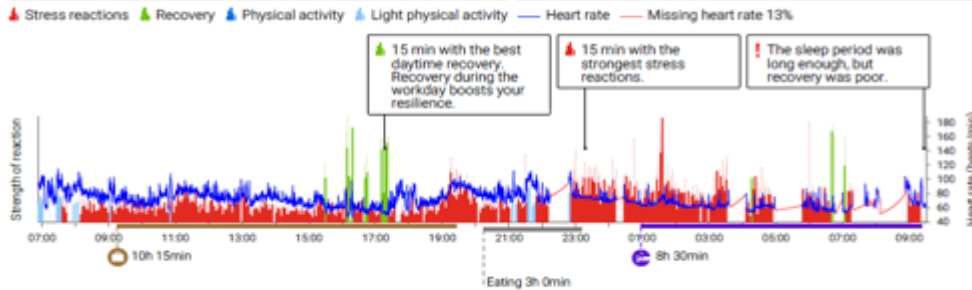 Stress reactions Recovery Physical activity Light physical activity Heart rate Missing heart rate 13%
15 min with the best
daytime recovery.
Recovery during the
workday boosts your
resilience.
15 min with the
strongest stress
reactions.
! The sleep period was
long enough, but
recovery was poor.
Strength of reaction
180
160
140
120
100
80
60
40
Heart rate (beats/min)
07:00 09:00 11:00 13:00 15:00 17:00 19:00 21:00 23:00 01:00 03:00 05:00 07:00 09:00
10h 15min
8h 30min
Eating 3h 0min